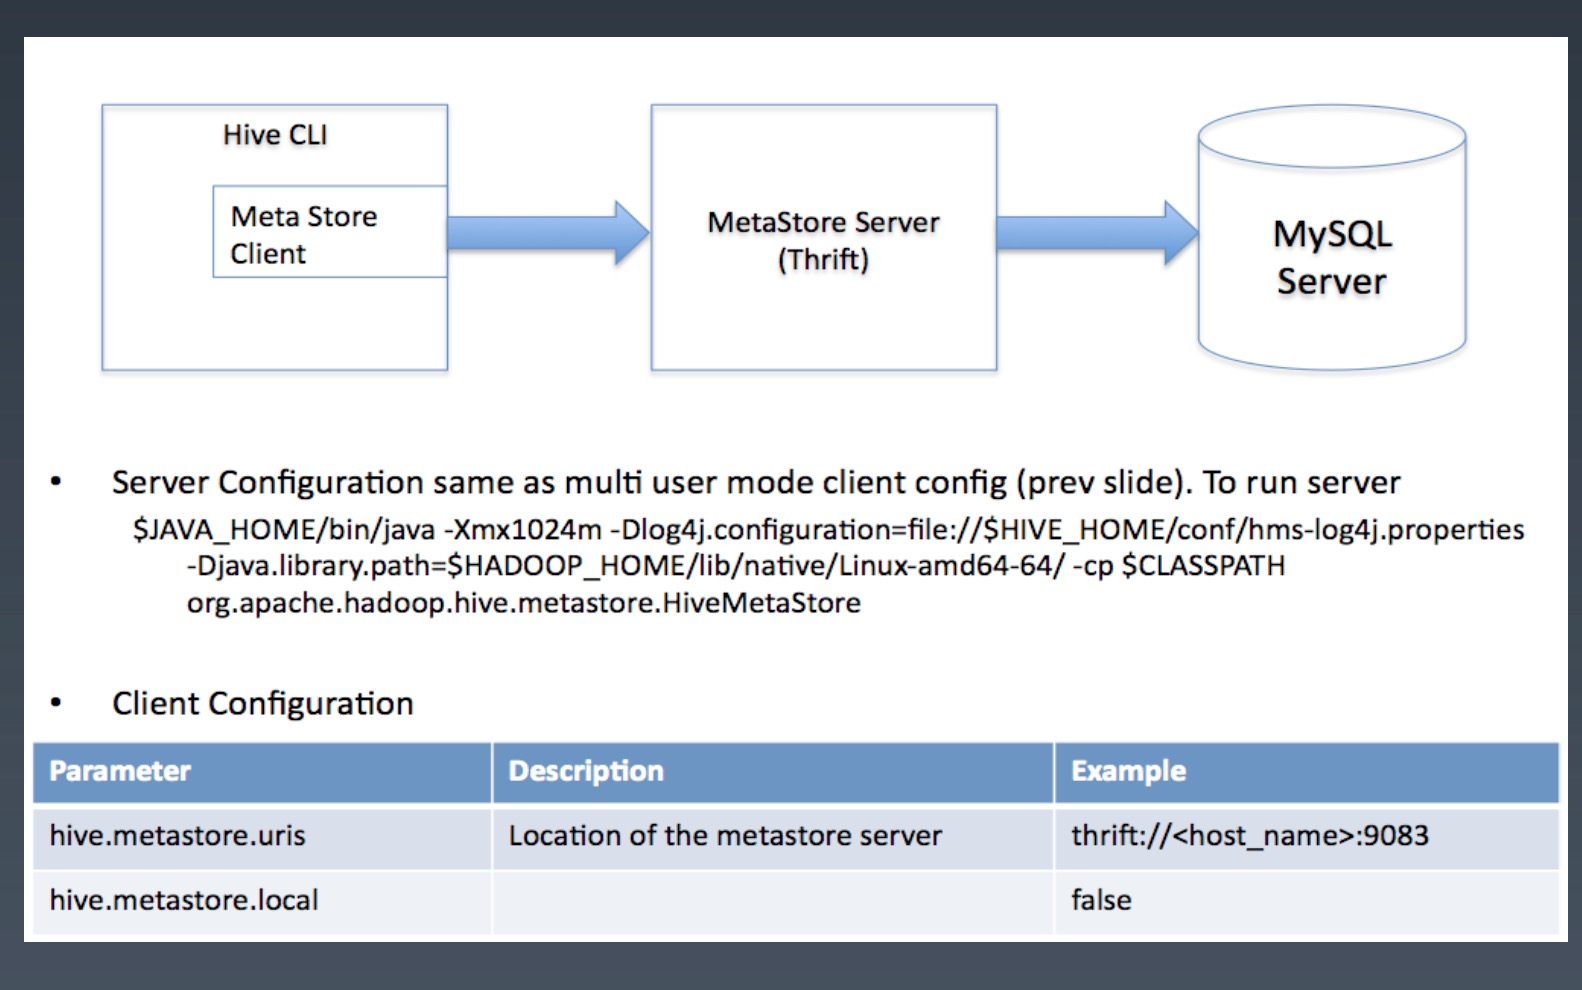 Hive CLI
Meta Store
Client
MetaStore Server
(Thrift)
MySQL
Server
• Server Configuration same as multi user mode client config (prev slide). To run server
$JAVA_HOME/bin/java -Xmx1024m -Dlog4j.configuration=file://$HIVE_HOME/conf/hms-log4j.properties
-Djava.library.path=$HADOOP_HOME/lib/native/Linux-amd64-64/ -cp $CLASSPATH
org.apache.hadoop.hive.metastore.HiveMetaStore
• Client Configuration
Parameter Description Example
hive.metastore.uris Location of the metastore server thrift://<host_name>:9083
hive.metastore.local false